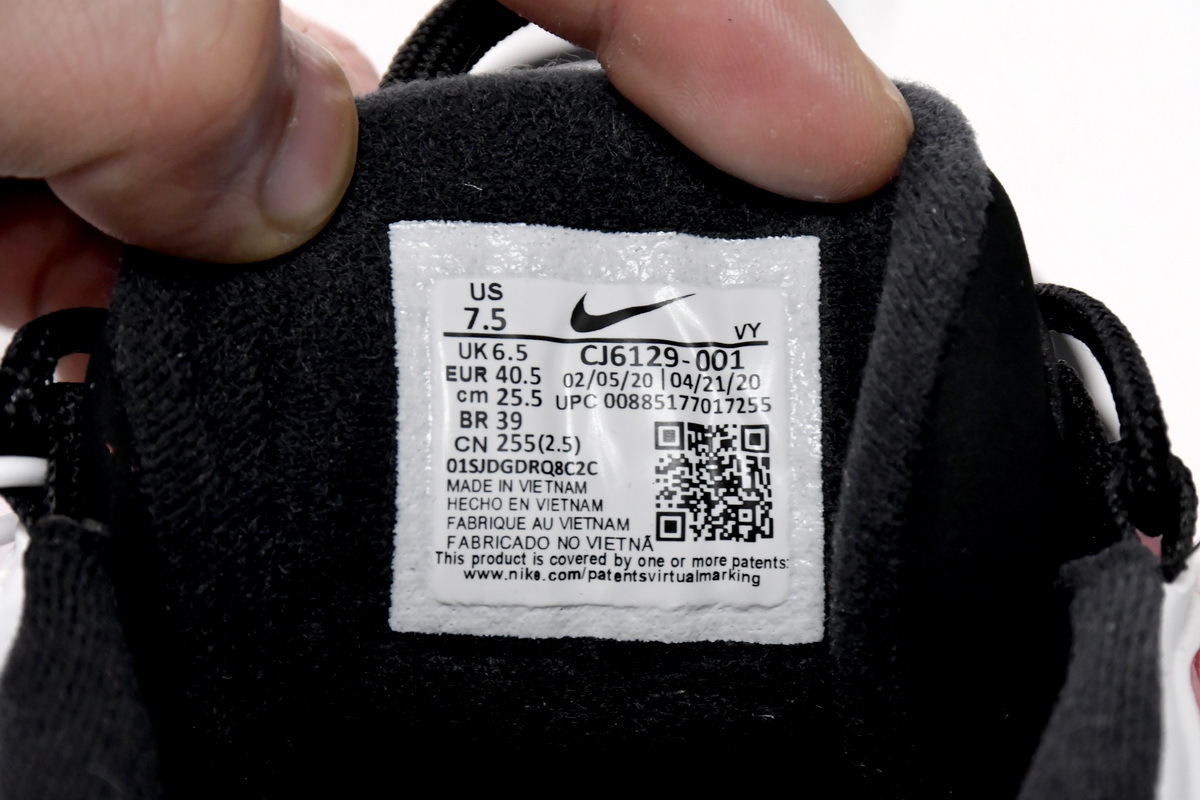 US
7.5
VY
UK 6.5
EUR 40.5
cm 25.5
BR 39
CN 255(2.5)
CJ6129-001
02/05/20 | 04/21/20
UPC 00885177017255
01SJDGDRQ8C2C
MADE IN VIETNAM
HECHO EN VIETNAM
FABRIQUE AU VIETNAM
FABRICADO NO VIETNÃ
This product is covered by one or more patents:
www.nike.com/patentsvirtualmarking